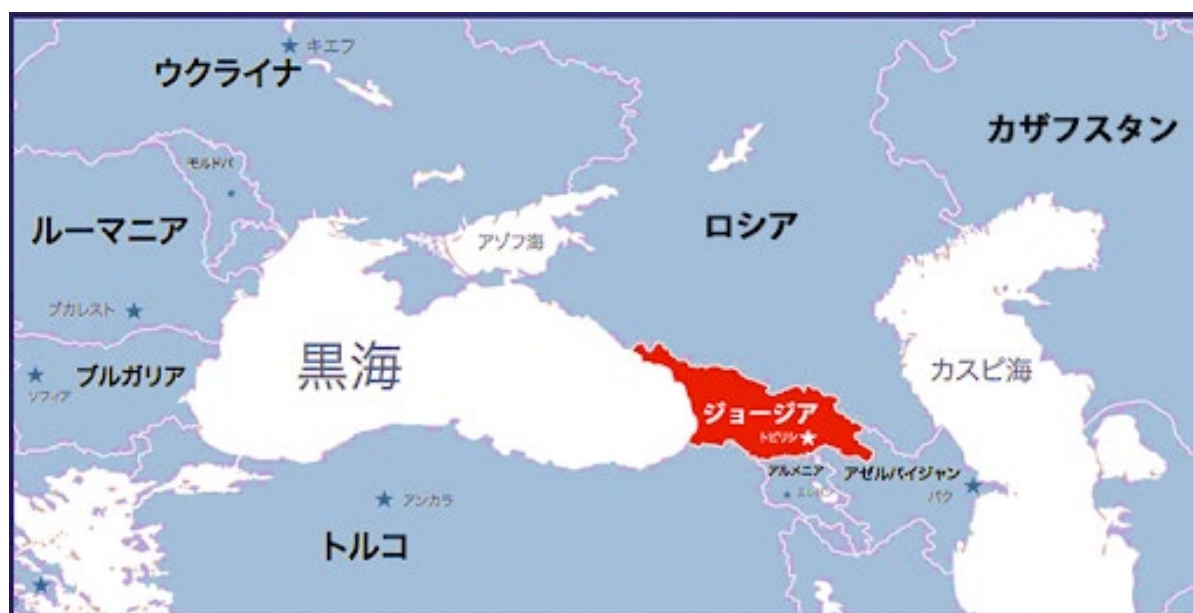 キエフ
ウクライナ
カザフスタン
モルドバ
ルーマニア
ロシア
アゾフ海
ブカレスト
黒海
カスピ海
ブルガリア
ソフィア
ジョージア
トビリシ
アルメニア
アゼルバイジャン
エレバン
バク
アンカラ
トルコ